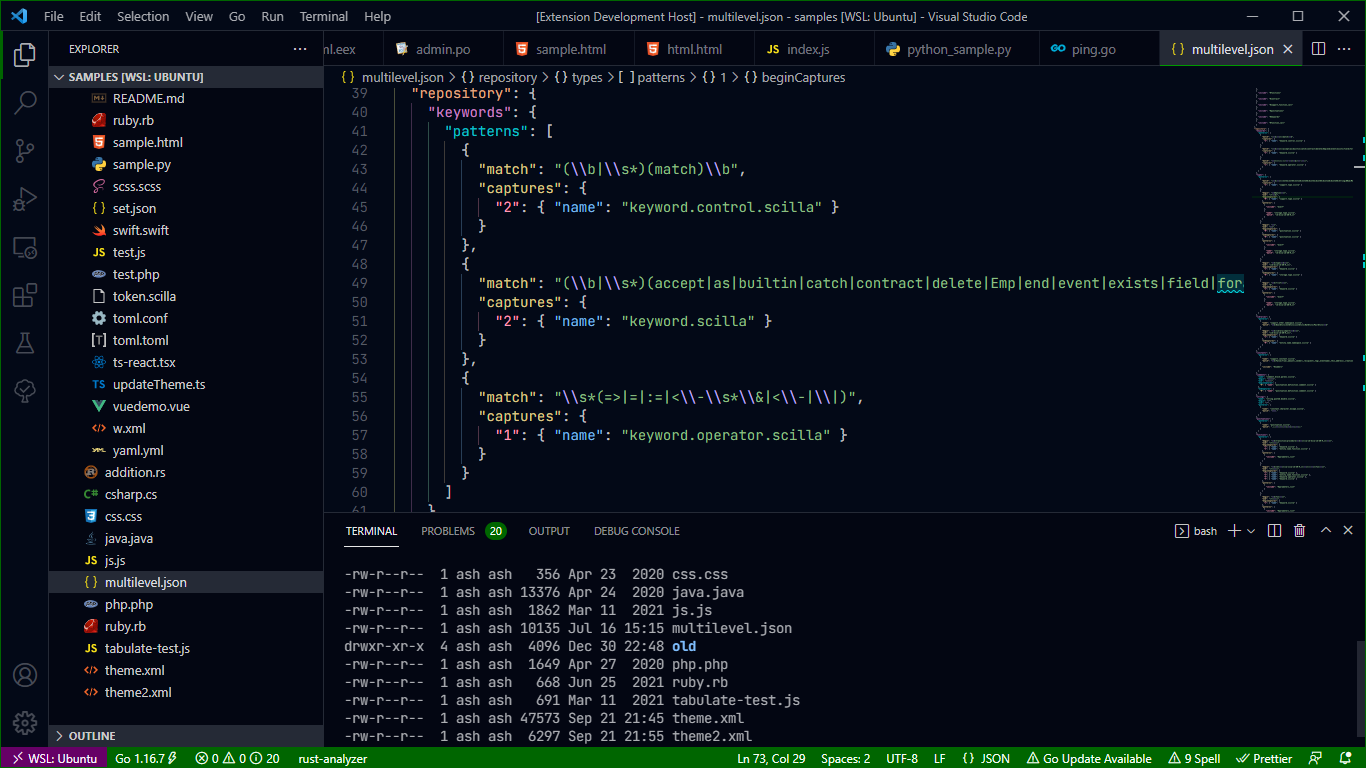 File Edit Selection View Go Run Terminal Help [Extension Development Host] - multilevel.json - samples [WSL: Ubuntu] - Visual Studio Code
EXPLORER
ml.eex admin.po sample.html html.html JS index.js python_sample.py GO ping.go { } multilevel.json
SAMPLES [WSL: UBUNTU]
README.md
ruby.rb
sample.html
sample.py
scss.scss
{ } set.json
swift.swift
JS test.js
test.php
token.scilla
toml.conf
[T] toml.toml
ts-react.tsx
TS updateTheme.ts
vuedemo.vue
w.xml
YAML yaml.yml
addition.rs
C# csharp.cs
css.css
java.java
JS js.js
{ } multilevel.json
php.php
ruby.rb
JS tabulate-test.js
theme.xml
theme2.xml
OUTLINE
{ } multilevel.json > { } repository > { } types > [ ] patterns > { } 1 > { } beginCaptures
39 "repository": {
40 "keywords": {
41 "patterns": [
42 {
43 "match": "(\\b|\\s*)(match)\\b",
44 "captures": {
45 "2": { "name": "keyword.control.scilla" }
46 }
47 },
48 {
49 "match": "(\\b|\\s*)(accept|as|builtin|catch|contract|delete|Emp|end|event|exists|field|for
50 "captures": {
51 "2": { "name": "keyword.scilla" }
52 }
53 },
54 {
55 "match": "\\s*(=>|=|:=|<\\-\\s*\\&|<\\-|\\|)",
56 "captures": {
57 "1": { "name": "keyword.operator.scilla" }
58 }
59 }
60 ]
61 }
TERMINAL PROBLEMS 20 OUTPUT DEBUG CONSOLE bash
-rw-r--r-- 1 ash ash 356 Apr 23 2020 css.css
-rw-r--r-- 1 ash ash 13376 Apr 24 2020 java.java
-rw-r--r-- 1 ash ash 1862 Mar 11 2021 js.js
-rw-r--r-- 1 ash ash 10135 Jul 16 15:15 multilevel.json
drwxr-xr-x 4 ash ash 4096 Dec 30 22:48 old
-rw-r--r-- 1 ash ash 1649 Apr 27 2020 php.php
-rw-r--r-- 1 ash ash 668 Jun 25 2021 ruby.rb
-rw-r--r-- 1 ash ash 691 Mar 11 2021 tabulate-test.js
-rw-r--r-- 1 ash ash 47573 Sep 21 21:45 theme.xml
-rw-r--r-- 1 ash ash 6297 Sep 21 21:55 theme2.xml
WSL: Ubuntu Go 1.16.7 0 0 20 rust-analyzer Ln 73, Col 29 Spaces: 2 UTF-8 LF { } JSON Go Update Available 9 Spell Prettier